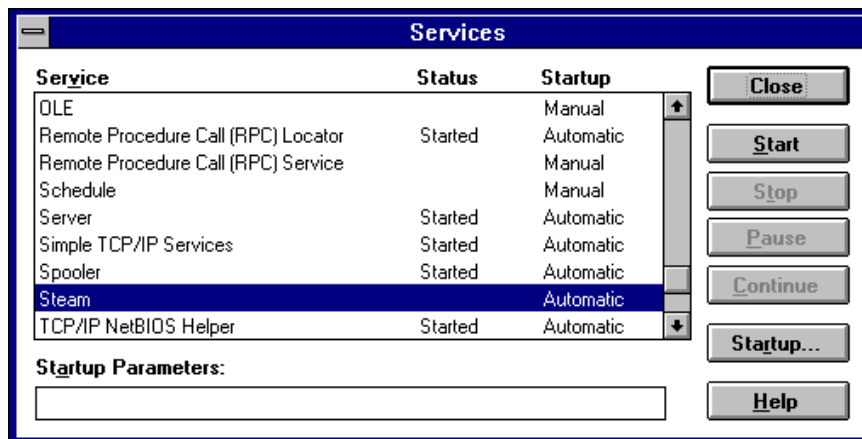 Services
Service Status Startup
OLE Manual
Remote Procedure Call (RPC) Locator Started Automatic
Remote Procedure Call (RPC) Service Manual
Schedule Manual
Server Started Automatic
Simple TCP/IP Services Started Automatic
Spooler Started Automatic
Steam Automatic
TCP/IP NetBIOS Helper Started Automatic
Startup Parameters:
Close
Start
Stop
Pause
Continue
Startup...
Help